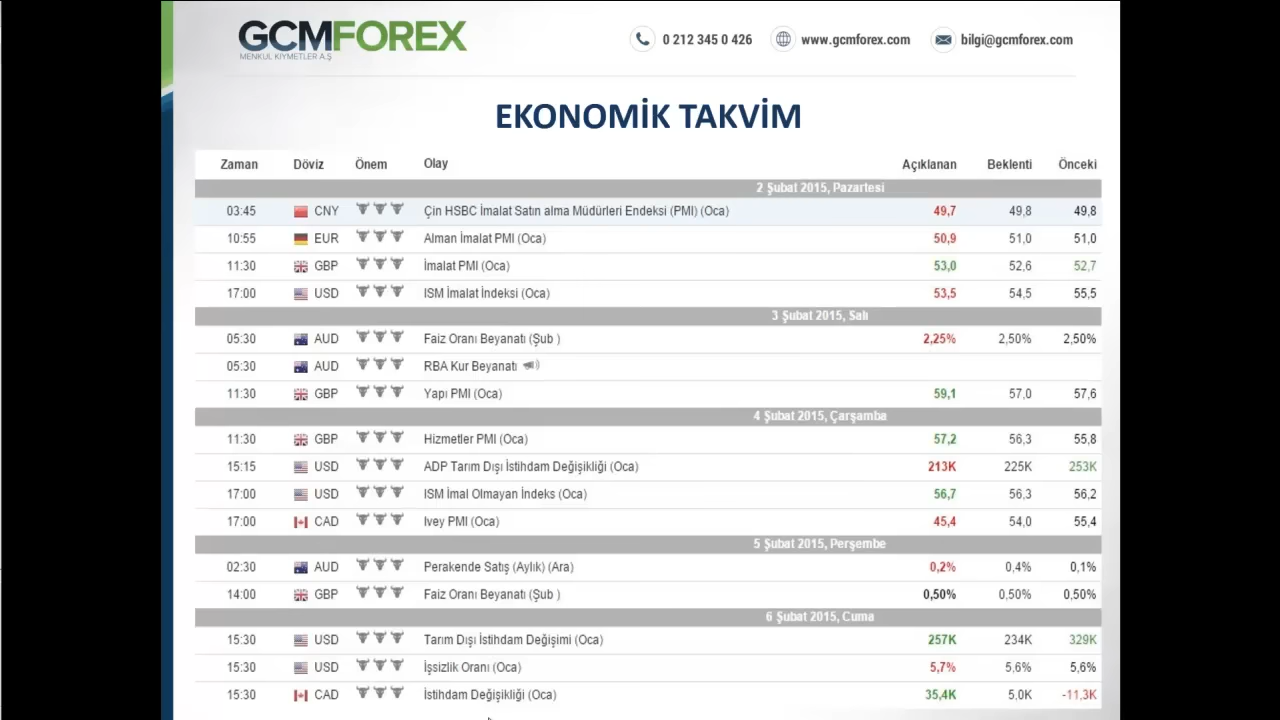 GCMFOREX
MENKUL KIYMETLER A.Ş
0 212 345 0 426 www.gcmforex.com bilgi@gcmforex.com
EKONOMİK TAKVİM
Zaman Döviz Önem Olay Açıklanan Beklenti Önceki
2 Şubat 2015, Pazartesi
03:45 CNY Çin HSBC İmalat Satın alma Müdürleri Endeksi (PMI) (Oca) 49,7 49,8 49,8
10:55 EUR Alman İmalat PMI (Oca) 50,9 51,0 51,0
11:30 GBP İmalat PMI (Oca) 53,0 52,6 52,7
17:00 USD ISM İmalat İndeksi (Oca) 53,5 54,5 55,5
3 Şubat 2015, Salı
05:30 AUD Faiz Oranı Beyanatı (Şub ) 2,25% 2,50% 2,50%
05:30 AUD RBA Kur Beyanatı
11:30 GBP Yapı PMI (Oca) 59,1 57,0 57,6
4 Şubat 2015, Çarşamba
11:30 GBP Hizmetler PMI (Oca) 57,2 56,3 55,8
15:15 USD ADP Tarım Dışı İstihdam Değişikliği (Oca) 213K 225K 253K
17:00 USD ISM İmal Olmayan İndeks (Oca) 56,7 56,3 56,2
17:00 CAD Ivey PMI (Oca) 45,4 54,0 55,4
5 Şubat 2015, Perşembe
02:30 AUD Perakende Satış (Aylık) (Ara) 0,2% 0,4% 0,1%
14:00 GBP Faiz Oranı Beyanatı (Şub ) 0,50% 0,50% 0,50%
6 Şubat 2015, Cuma
15:30 USD Tarım Dışı İstihdam Değişimi (Oca) 257K 234K 329K
15:30 USD İşsizlik Oranı (Oca) 5,7% 5,6% 5,6%
15:30 CAD İstihdam Değişikliği (Oca) 35,4K 5,0K -11,3K